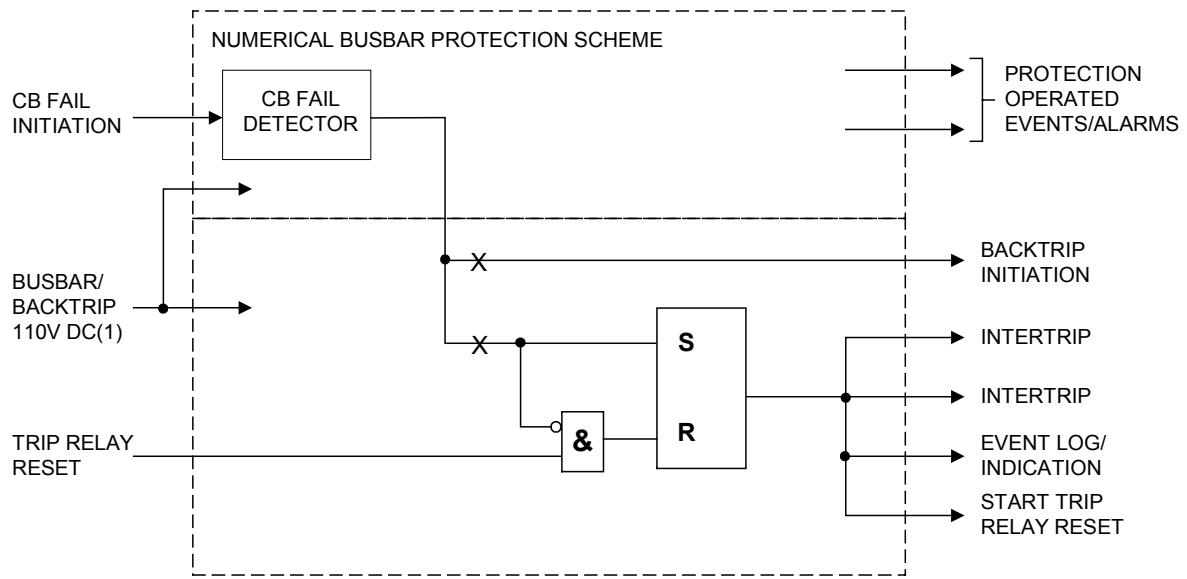 NUMERICAL BUSBAR PROTECTION SCHEME
CB FAIL
INITIATION
CB FAIL
DETECTOR
PROTECTION
OPERATED
EVENTS/ALARMS
X
BACKTRIP
INITIATION
BUSBAR/
BACKTRIP
110V DC(1)
X
S
INTERTRIP
INTERTRIP
&
R
TRIP RELAY
RESET
EVENT LOG/
INDICATION
START TRIP
RELAY RESET